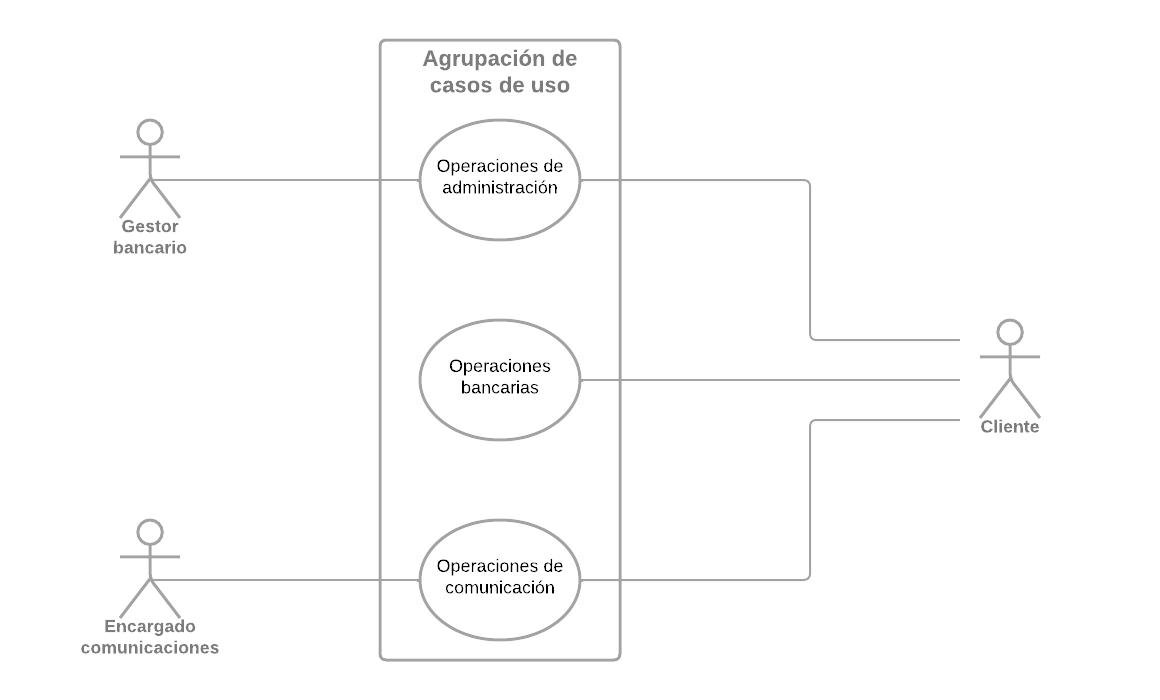 Agrupación de
casos de uso
Operaciones de
administración
Gestor
bancario
Operaciones
bancarias
Cliente
Operaciones de
comunicación
Encargado
comunicaciones